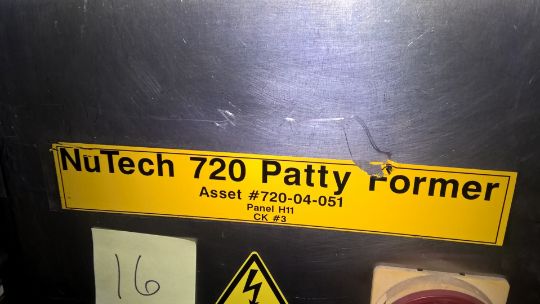 NuTech 720 Patty Former
Asset #720-04-051
Panel H11
CK #3
16